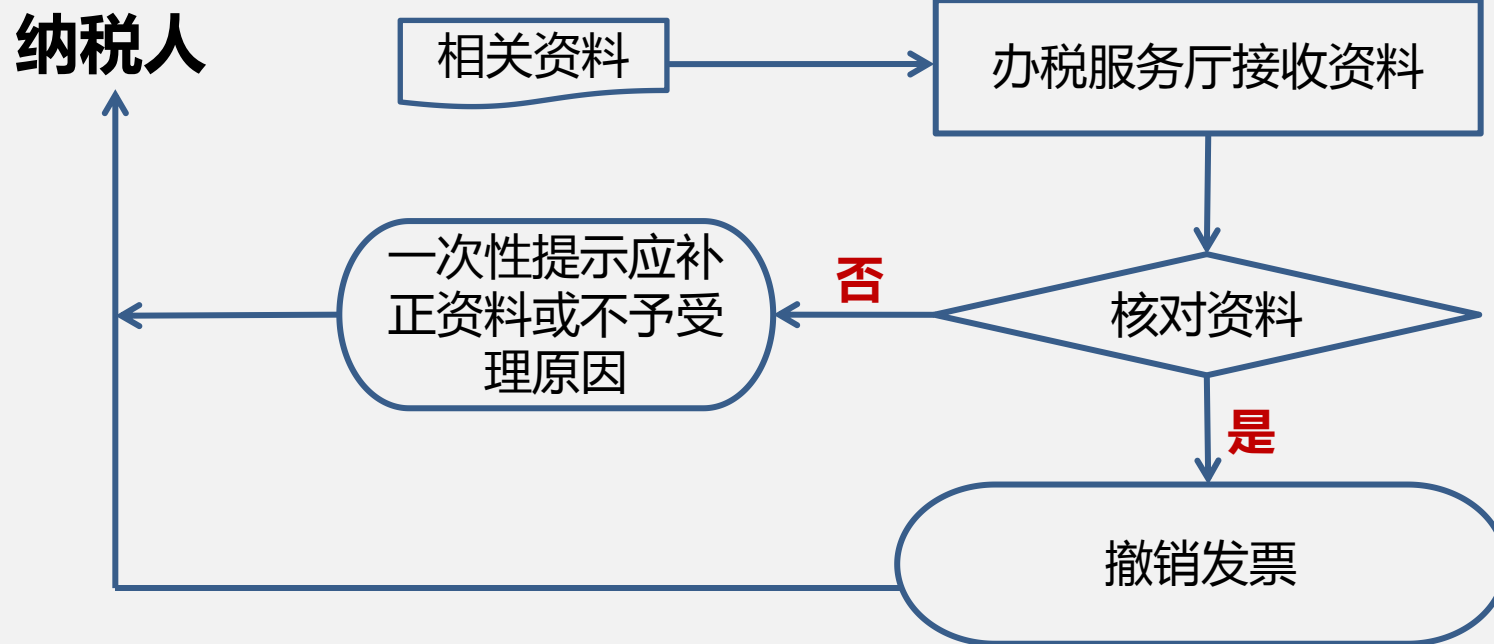 纳税人
相关资料
办税服务厅接收资料
一次性提示应补
正资料或不予受
理原因
否
核对资料
是
撤销发票